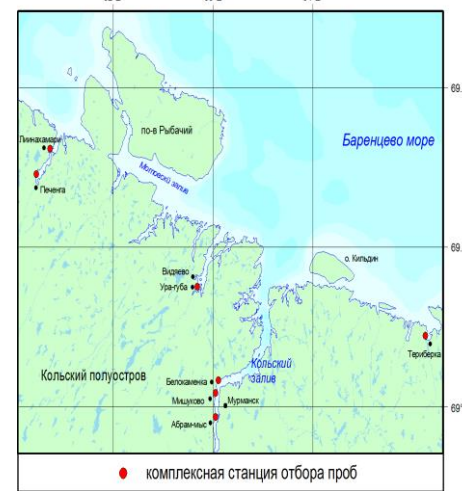 69.
по-в Рыбачий
Баренцево море
Лиинахамари
Мотовский залив
Печенга
69.
о. Кильдин
Видяево
Ура-губа
Териберка
Кольский
залив
Кольский полуостров
Белокаменка
Мишуково
Мурманск
69°
Абрам-мыс
комплексная станция отбора проб